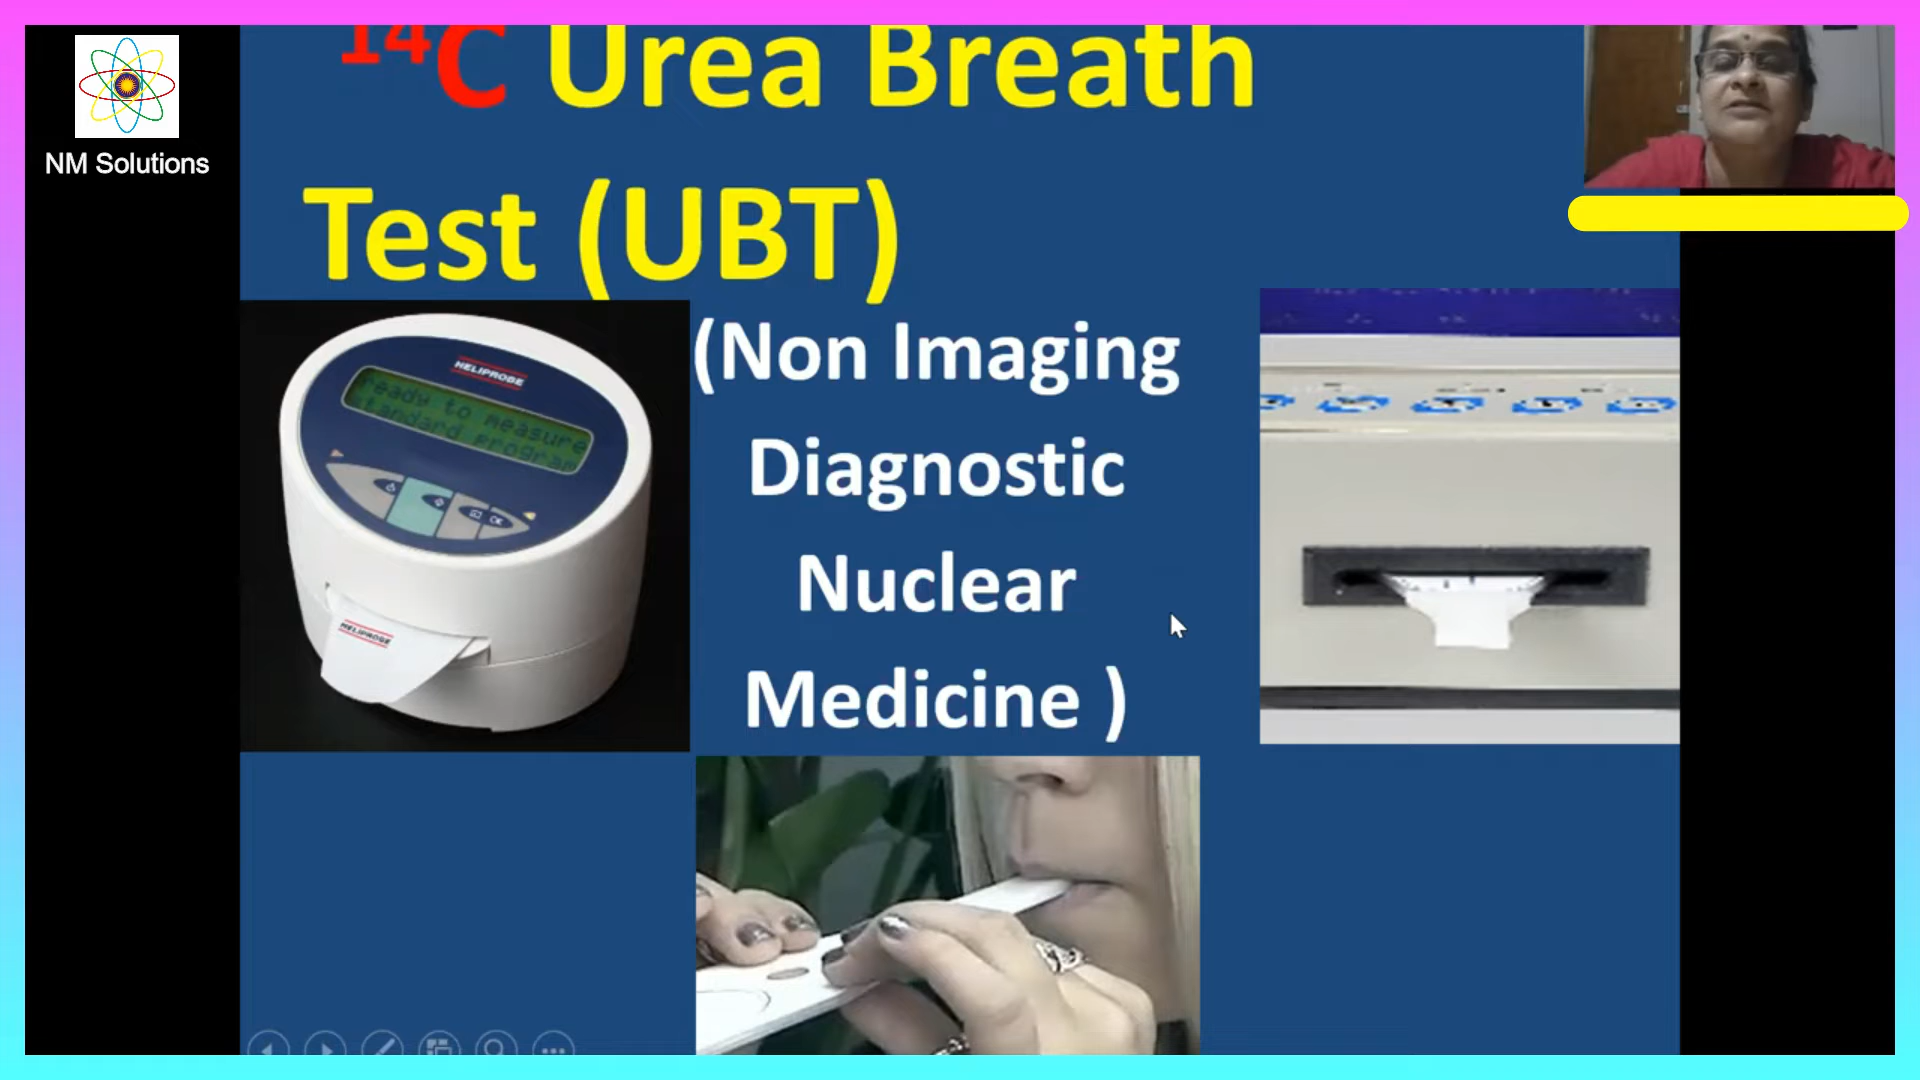 ¹⁴C Urea Breath
Test (UBT)
NM Solutions
(Non Imaging
Diagnostic
Nuclear
Medicine )
HELIPROBE
ready to measure
standard program
OK
HELIPROBE